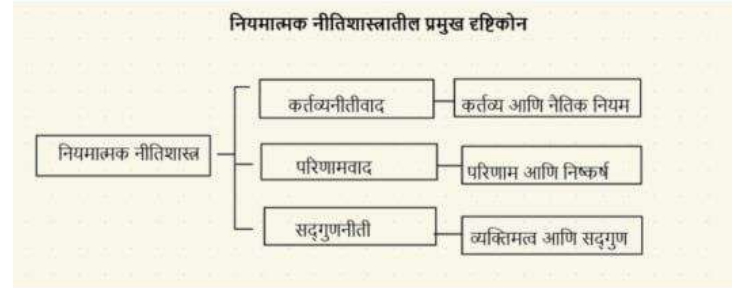 नियमात्मक नीतिशास्त्रातील प्रमुख दृष्टिकोन
कर्तव्यनीतीवाद
कर्तव्य आणि नैतिक नियम
नियमात्मक नीतिशास्त्र
परिणामवाद
परिणाम आणि निष्कर्ष
सद्‌गुणनीती
व्यक्तिमत्व आणि सद्‌गुण